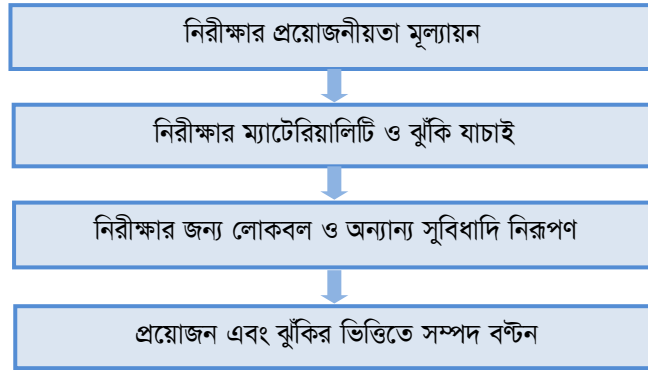 নিরীক্ষার প্রয়োজনীয়তা মূল্যায়ন
নিরীক্ষার ম্যাটেরিয়ালিটি ও ঝুঁকি যাচাই
নিরীক্ষার জন্য লোকবল ও অন্যান্য সুবিধাদি নিরূপণ
প্রয়োজন এবং ঝুঁকির ভিত্তিতে সম্পদ বণ্টন